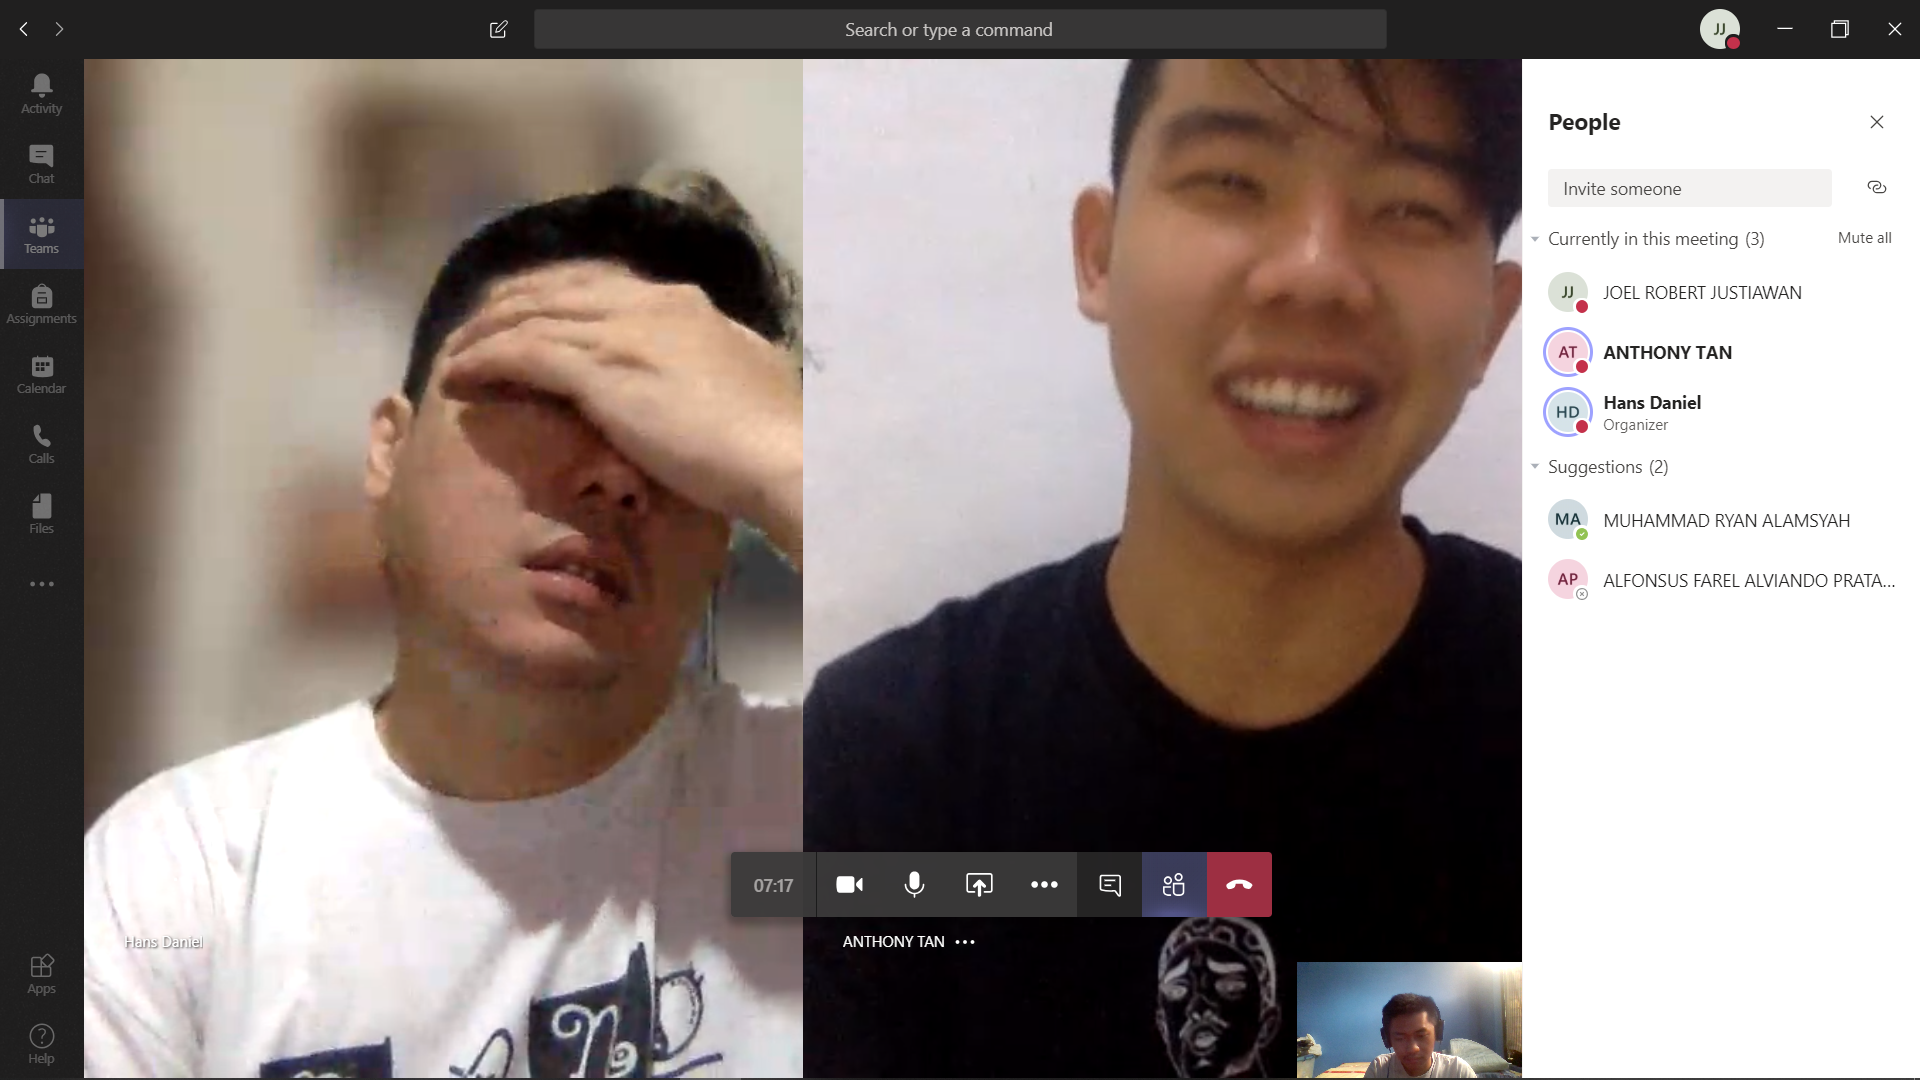 Search or type a command
JJ
Activity
Chat
Teams
Assignments
Calendar
Calls
Files
Apps
Help
Hans Daniel
ANTHONY TAN
07:17
People
Invite someone
Currently in this meeting (3)
Mute all
JJ
JOEL ROBERT JUSTIAWAN
AT
ANTHONY TAN
HD
Hans Daniel
Organizer
Suggestions (2)
MA
MUHAMMAD RYAN ALAMSYAH
AP
ALFONSUS FAREL ALVIANDO PRATA...